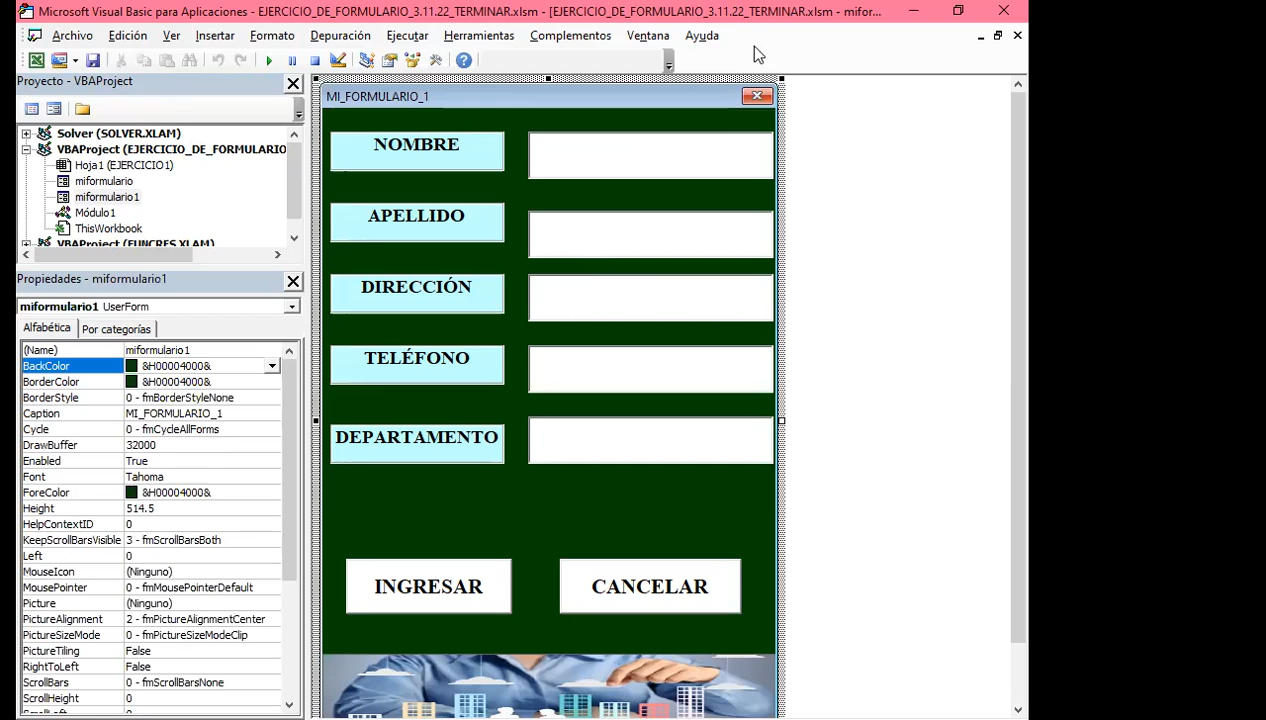 Microsoft Visual Basic para Aplicaciones - EJERCICIO_DE_FORMULARIO_3.11.22_TERMINAR.xlsm - [EJERCICIO_DE_FORMULARIO_3.11.22_TERMINAR.xlsm - mifor...
Archivo Edición Ver Insertar Formato Depuración Ejecutar Herramientas Complementos Ventana Ayuda
Proyecto - VBAProject
Solver (SOLVER.XLAM)
VBAProject (EJERCICIO_DE_FORMULARIO
Hoja1 (EJERCICIO1)
miformulario
miformulario1
Módulo1
ThisWorkbook
VBAProject (FUNCRES.XLAM)
Propiedades - miformulario1
miformulario1 UserForm
Alfabética Por categorías
(Name) miformulario1
BackColor &H00004000&
BorderColor &H00004000&
BorderStyle 0 - fmBorderStyleNone
Caption MI_FORMULARIO_1
Cycle 0 - fmCycleAllForms
DrawBuffer 32000
Enabled True
Font Tahoma
ForeColor &H00004000&
Height 514.5
HelpContextID 0
KeepScrollBarsVisible 3 - fmScrollBarsBoth
Left 0
MouseIcon (Ninguno)
MousePointer 0 - fmMousePointerDefault
Picture (Ninguno)
PictureAlignment 2 - fmPictureAlignmentCenter
PictureSizeMode 0 - fmPictureSizeModeClip
PictureTiling False
RightToLeft False
ScrollBars 0 - fmScrollBarsNone
ScrollHeight 0
MI_FORMULARIO_1
NOMBRE
APELLIDO
DIRECCIÓN
TELÉFONO
DEPARTAMENTO
INGRESAR CANCELAR